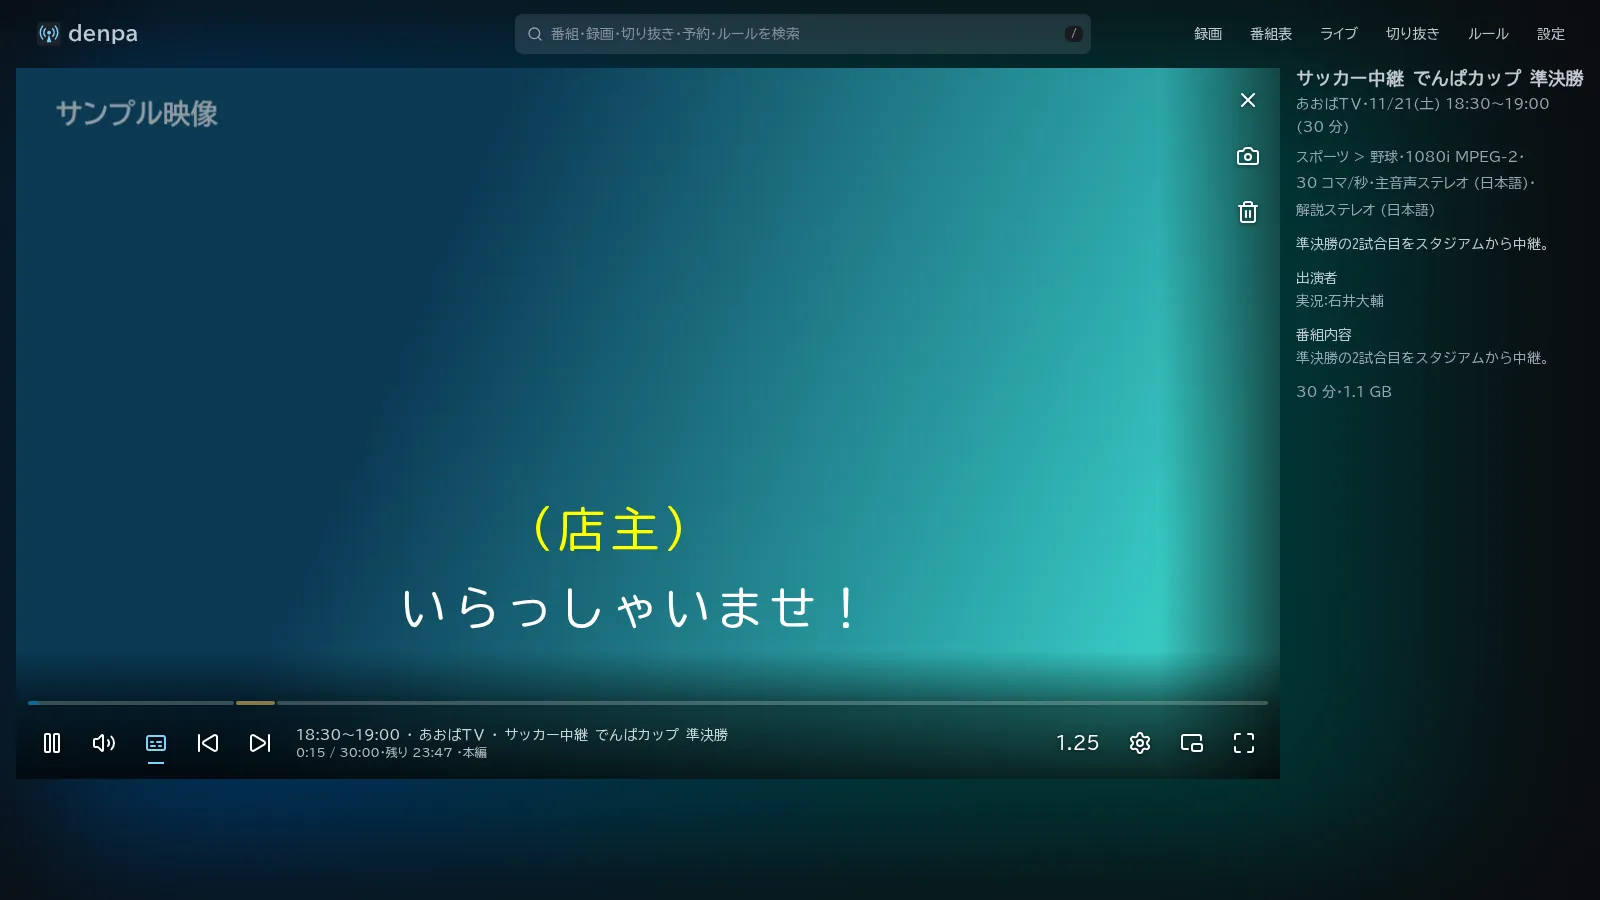 denpa
番組・録画・切り抜き・予約・ルールを検索
/
録画
番組表
ライブ
切り抜き
ルール
設定
サンプル映像
（店主）
いらっしゃいませ！
18:30～19:00 ・ あおばTV ・ サッカー中継 でんぱカップ 準決勝
0:15 / 30:00・残り 23:47 ・本編
1.25
サッカー中継 でんぱカップ 準決勝
あおばTV・11/21(土) 18:30～19:00
(30 分)
スポーツ > 野球・1080i MPEG-2・
30 コマ/秒・主音声ステレオ (日本語)・
解説ステレオ (日本語)
準決勝の2試合目をスタジアムから中継。
出演者
実況:石井大輔
番組内容
準決勝の2試合目をスタジアムから中継。
30 分・1.1 GB